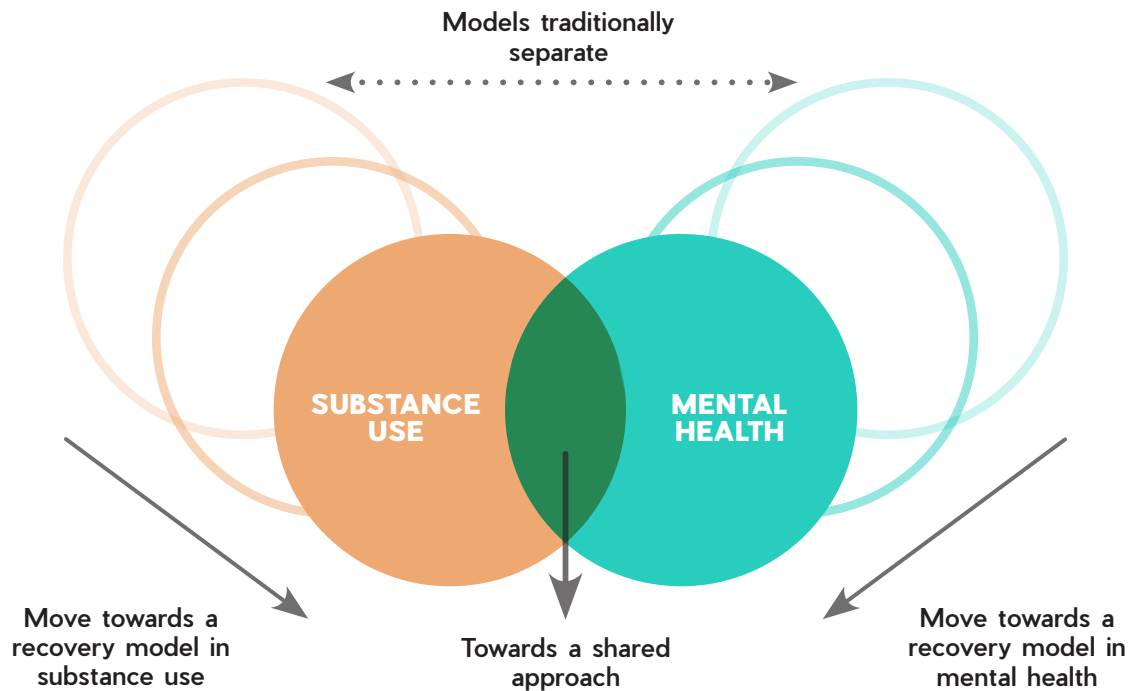 Models traditionally
separate
SUBSTANCE
USE
MENTAL
HEALTH
Move towards a
recovery model in
substance use
Towards a shared
approach
Move towards a
recovery model in
mental health